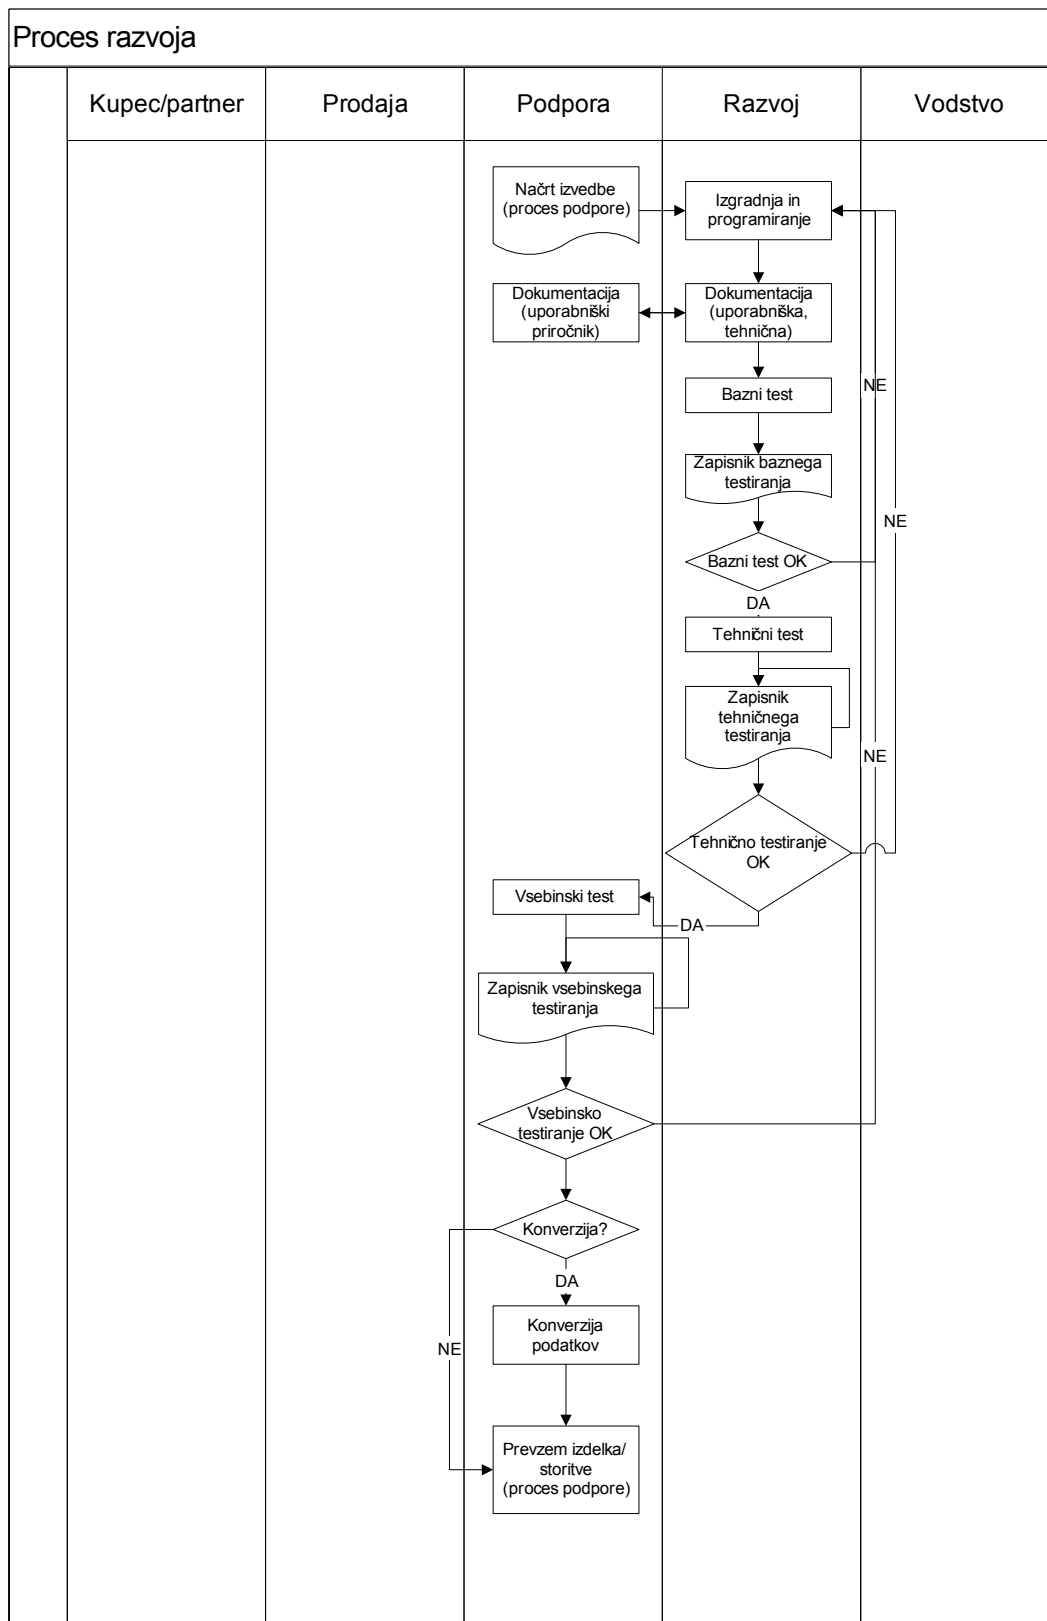 Proces razvoja
Kupec/partner
Prodaja
Podpora
Razvoj
Vodstvo
Načrt izvedbe
(proces podpore)
Izgradnja in
programiranje
Dokumentacija
(uporabniški
priročnik)
Dokumentacija
(uporabniška,
tehnična)
NE
Bazni test
Zapisnik baznega
testiranja
NE
Bazni test OK
DA
Tehnični test
Zapisnik
tehničnega
testiranja
NE
Tehnično testiranje
OK
Vsebinski test
DA
Zapisnik vsebinskega
testiranja
Vsebinsko
testiranje OK
Konverzija?
DA
Konverzija
podatkov
NE
Prevzem izdelka/
storitve
(proces podpore)